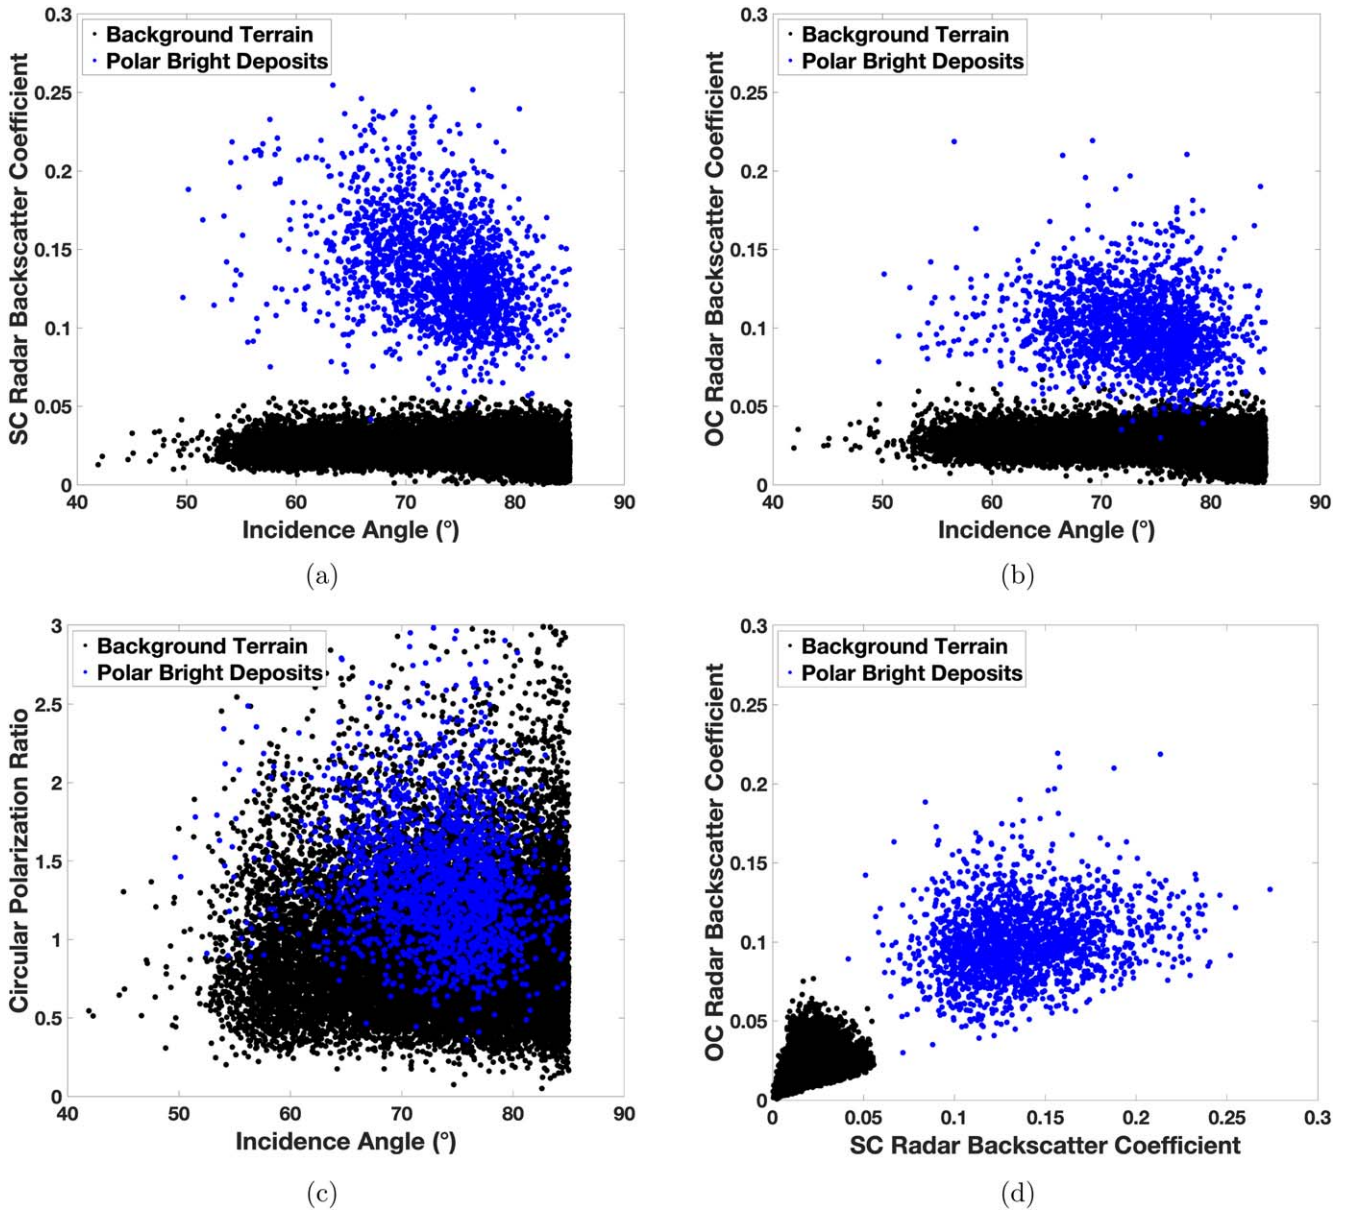 0.3
Background Terrain
Polar Bright Deposits
0.25
0.2
0.15
0.1
0.05
0
SC Radar Backscatter Coefficient
40 50 60 70 80 90
Incidence Angle (°)
(a)
0.3
Background Terrain
Polar Bright Deposits
0.25
0.2
0.15
0.1
0.05
0
OC Radar Backscatter Coefficient
40 50 60 70 80 90
Incidence Angle (°)
(b)
3
Background Terrain
Polar Bright Deposits
2.5
2
1.5
1
0.5
0
Circular Polarization Ratio
40 50 60 70 80 90
Incidence Angle (°)
(c)
0.3
Background Terrain
Polar Bright Deposits
0.25
0.2
0.15
0.1
0.05
0
OC Radar Backscatter Coefficient
0 0.05 0.1 0.15 0.2 0.25 0.3
SC Radar Backscatter Coefficient
(d)